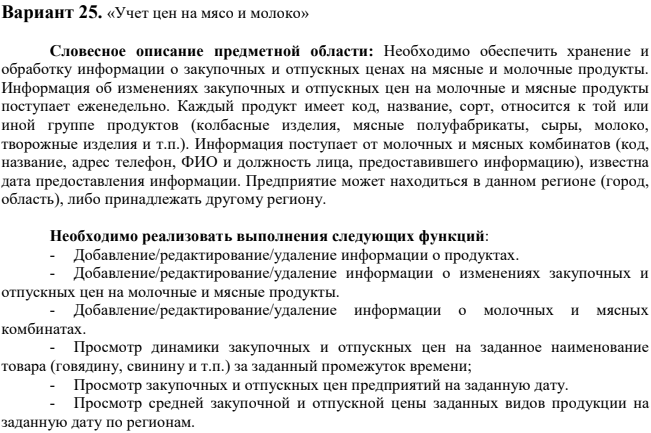 Вариант 25. «Учет цен на мясо и молоко»
Словесное описание предметной области: Необходимо обеспечить хранение и
обработку информации о закупочных и отпускных ценах на мясные и молочные продукты.
Информация об изменениях закупочных и отпускных цен на молочные и мясные продукты
поступает еженедельно. Каждый продукт имеет код, название, сорт, относится к той или
иной группе продуктов (колбасные изделия, мясные полуфабрикаты, сыры, молоко,
творожные изделия и т.п.). Информация поступает от молочных и мясных комбинатов (код,
название, адрес телефон, ФИО и должность лица, предоставившего информацию), известна
дата предоставления информации. Предприятие может находиться в данном регионе (город,
область), либо принадлежать другому региону.
Необходимо реализовать выполнения следующих функций:
- Добавление/редактирование/удаление информации о продуктах.
- Добавление/редактирование/удаление информации о изменениях закупочных и
отпускных цен на молочные и мясные продукты.
- Добавление/редактирование/удаление информации о молочных и мясных
комбинатах.
- Просмотр динамики закупочных и отпускных цен на заданное наименование
товара (говядину, свинину и т.п.) за заданный промежуток времени;
- Просмотр закупочных и отпускных цен предприятий на заданную дату.
- Просмотр средней закупочной и отпускной цены заданных видов продукции на
заданную дату по регионам.